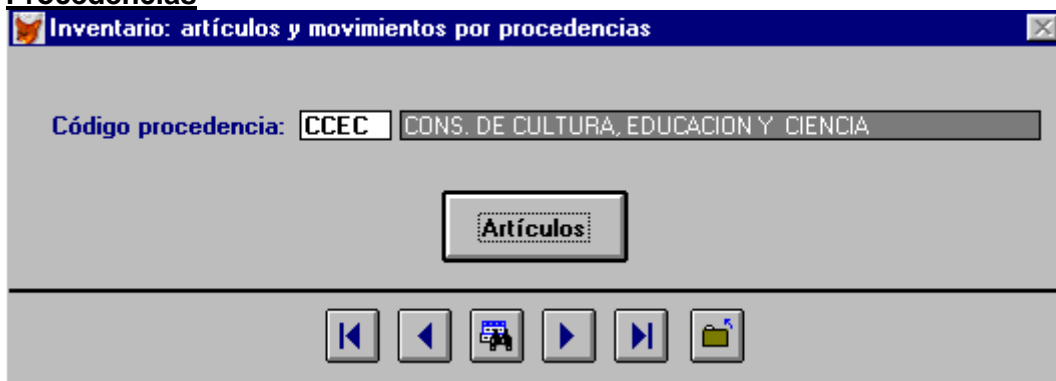 Procedencias
Inventario: artículos y movimientos por procedencias
Código procedencia: CCEC CONS. DE CULTURA, EDUCACION Y CIENCIA
Artículos